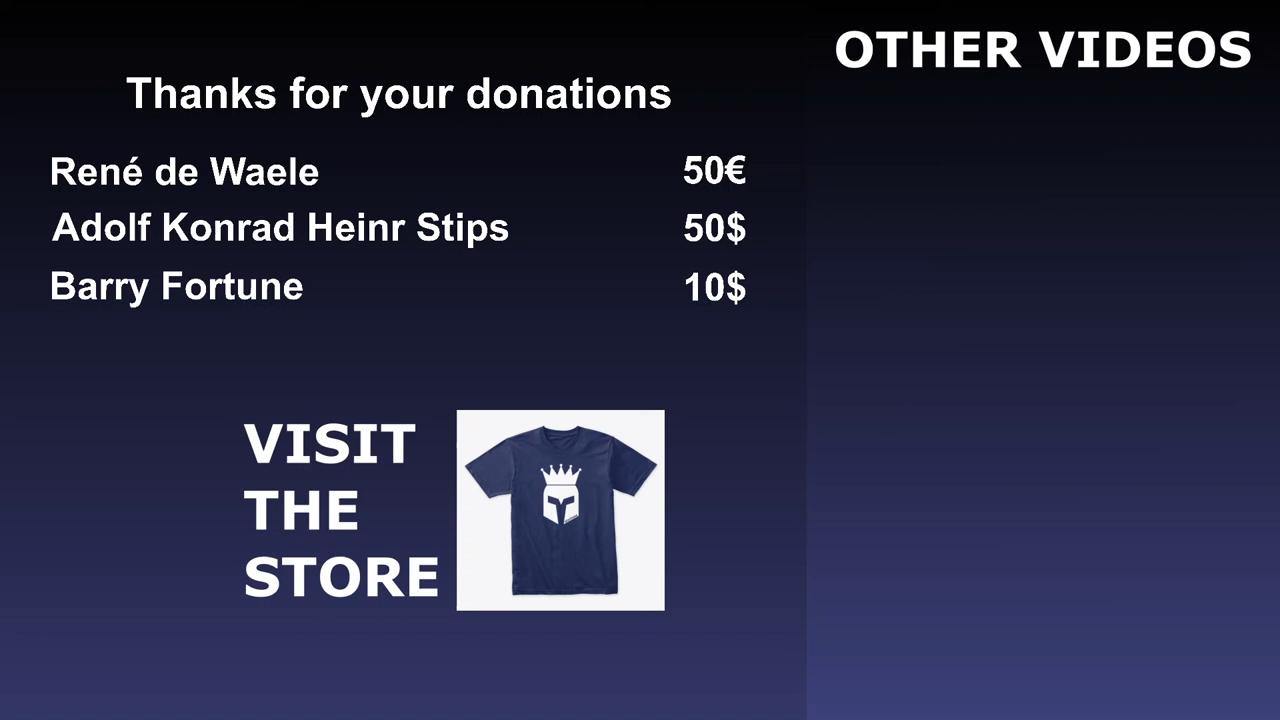 Thanks for your donations
René de Waele 50€
Adolf Konrad Heinr Stips 50$
Barry Fortune 10$
VISIT
THE
STORE
OTHER VIDEOS